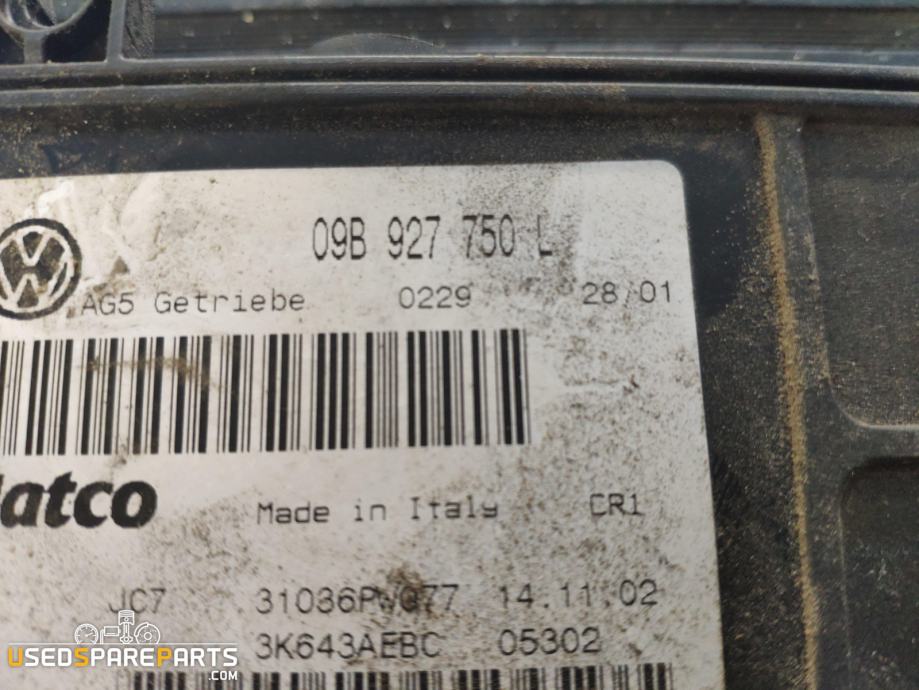 VW
09B 927 750 L
AG5 Getriebe 0229 28/01
Jatco Made in Italy CR1
JC7 31036PW077 14.11.02
3K643AEBC 05302
USEDSPAREPARTS
.COM